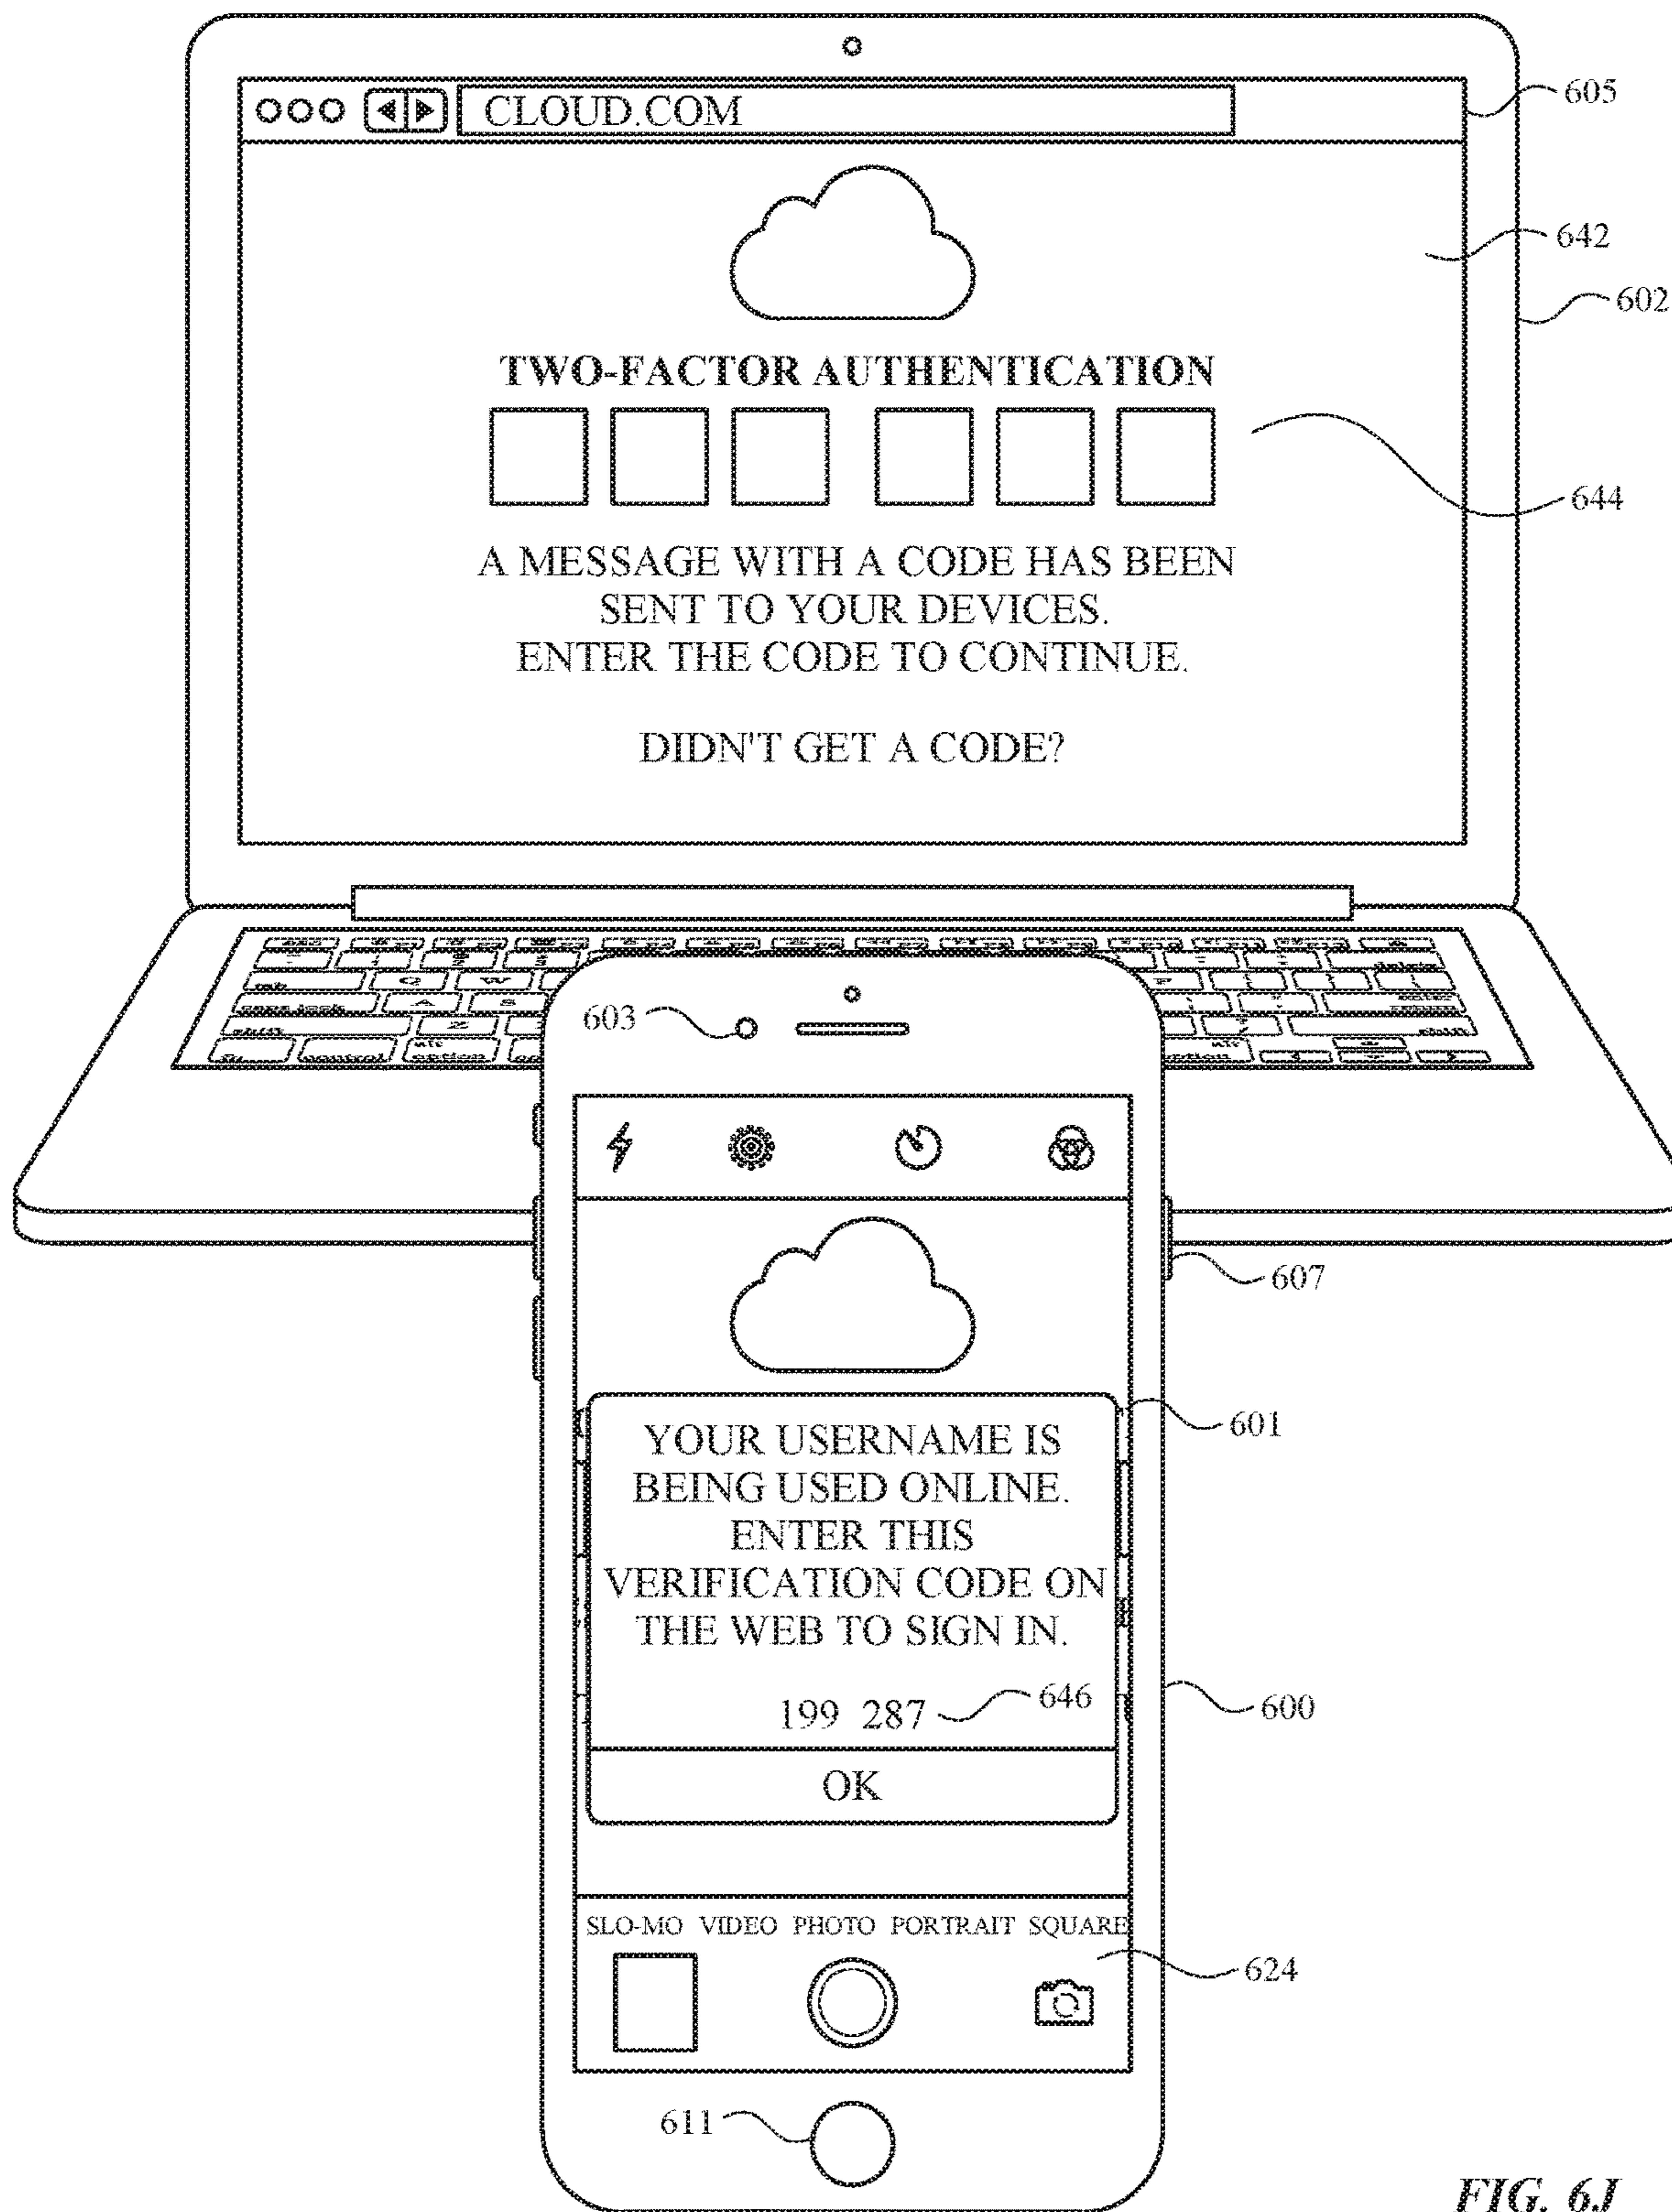 CLOUD.COM
605
642
602
TWO-FACTOR AUTHENTICATION
644
A MESSAGE WITH A CODE HAS BEEN
SENT TO YOUR DEVICES.
ENTER THE CODE TO CONTINUE.
DIDN'T GET A CODE?
603
607
601
YOUR USERNAME IS
BEING USED ONLINE.
ENTER THIS
VERIFICATION CODE ON
THE WEB TO SIGN IN.
199 287
646
600
OK
SLO-MO VIDEO PHOTO PORTRAIT SQUARE
624
611
FIG. 6J